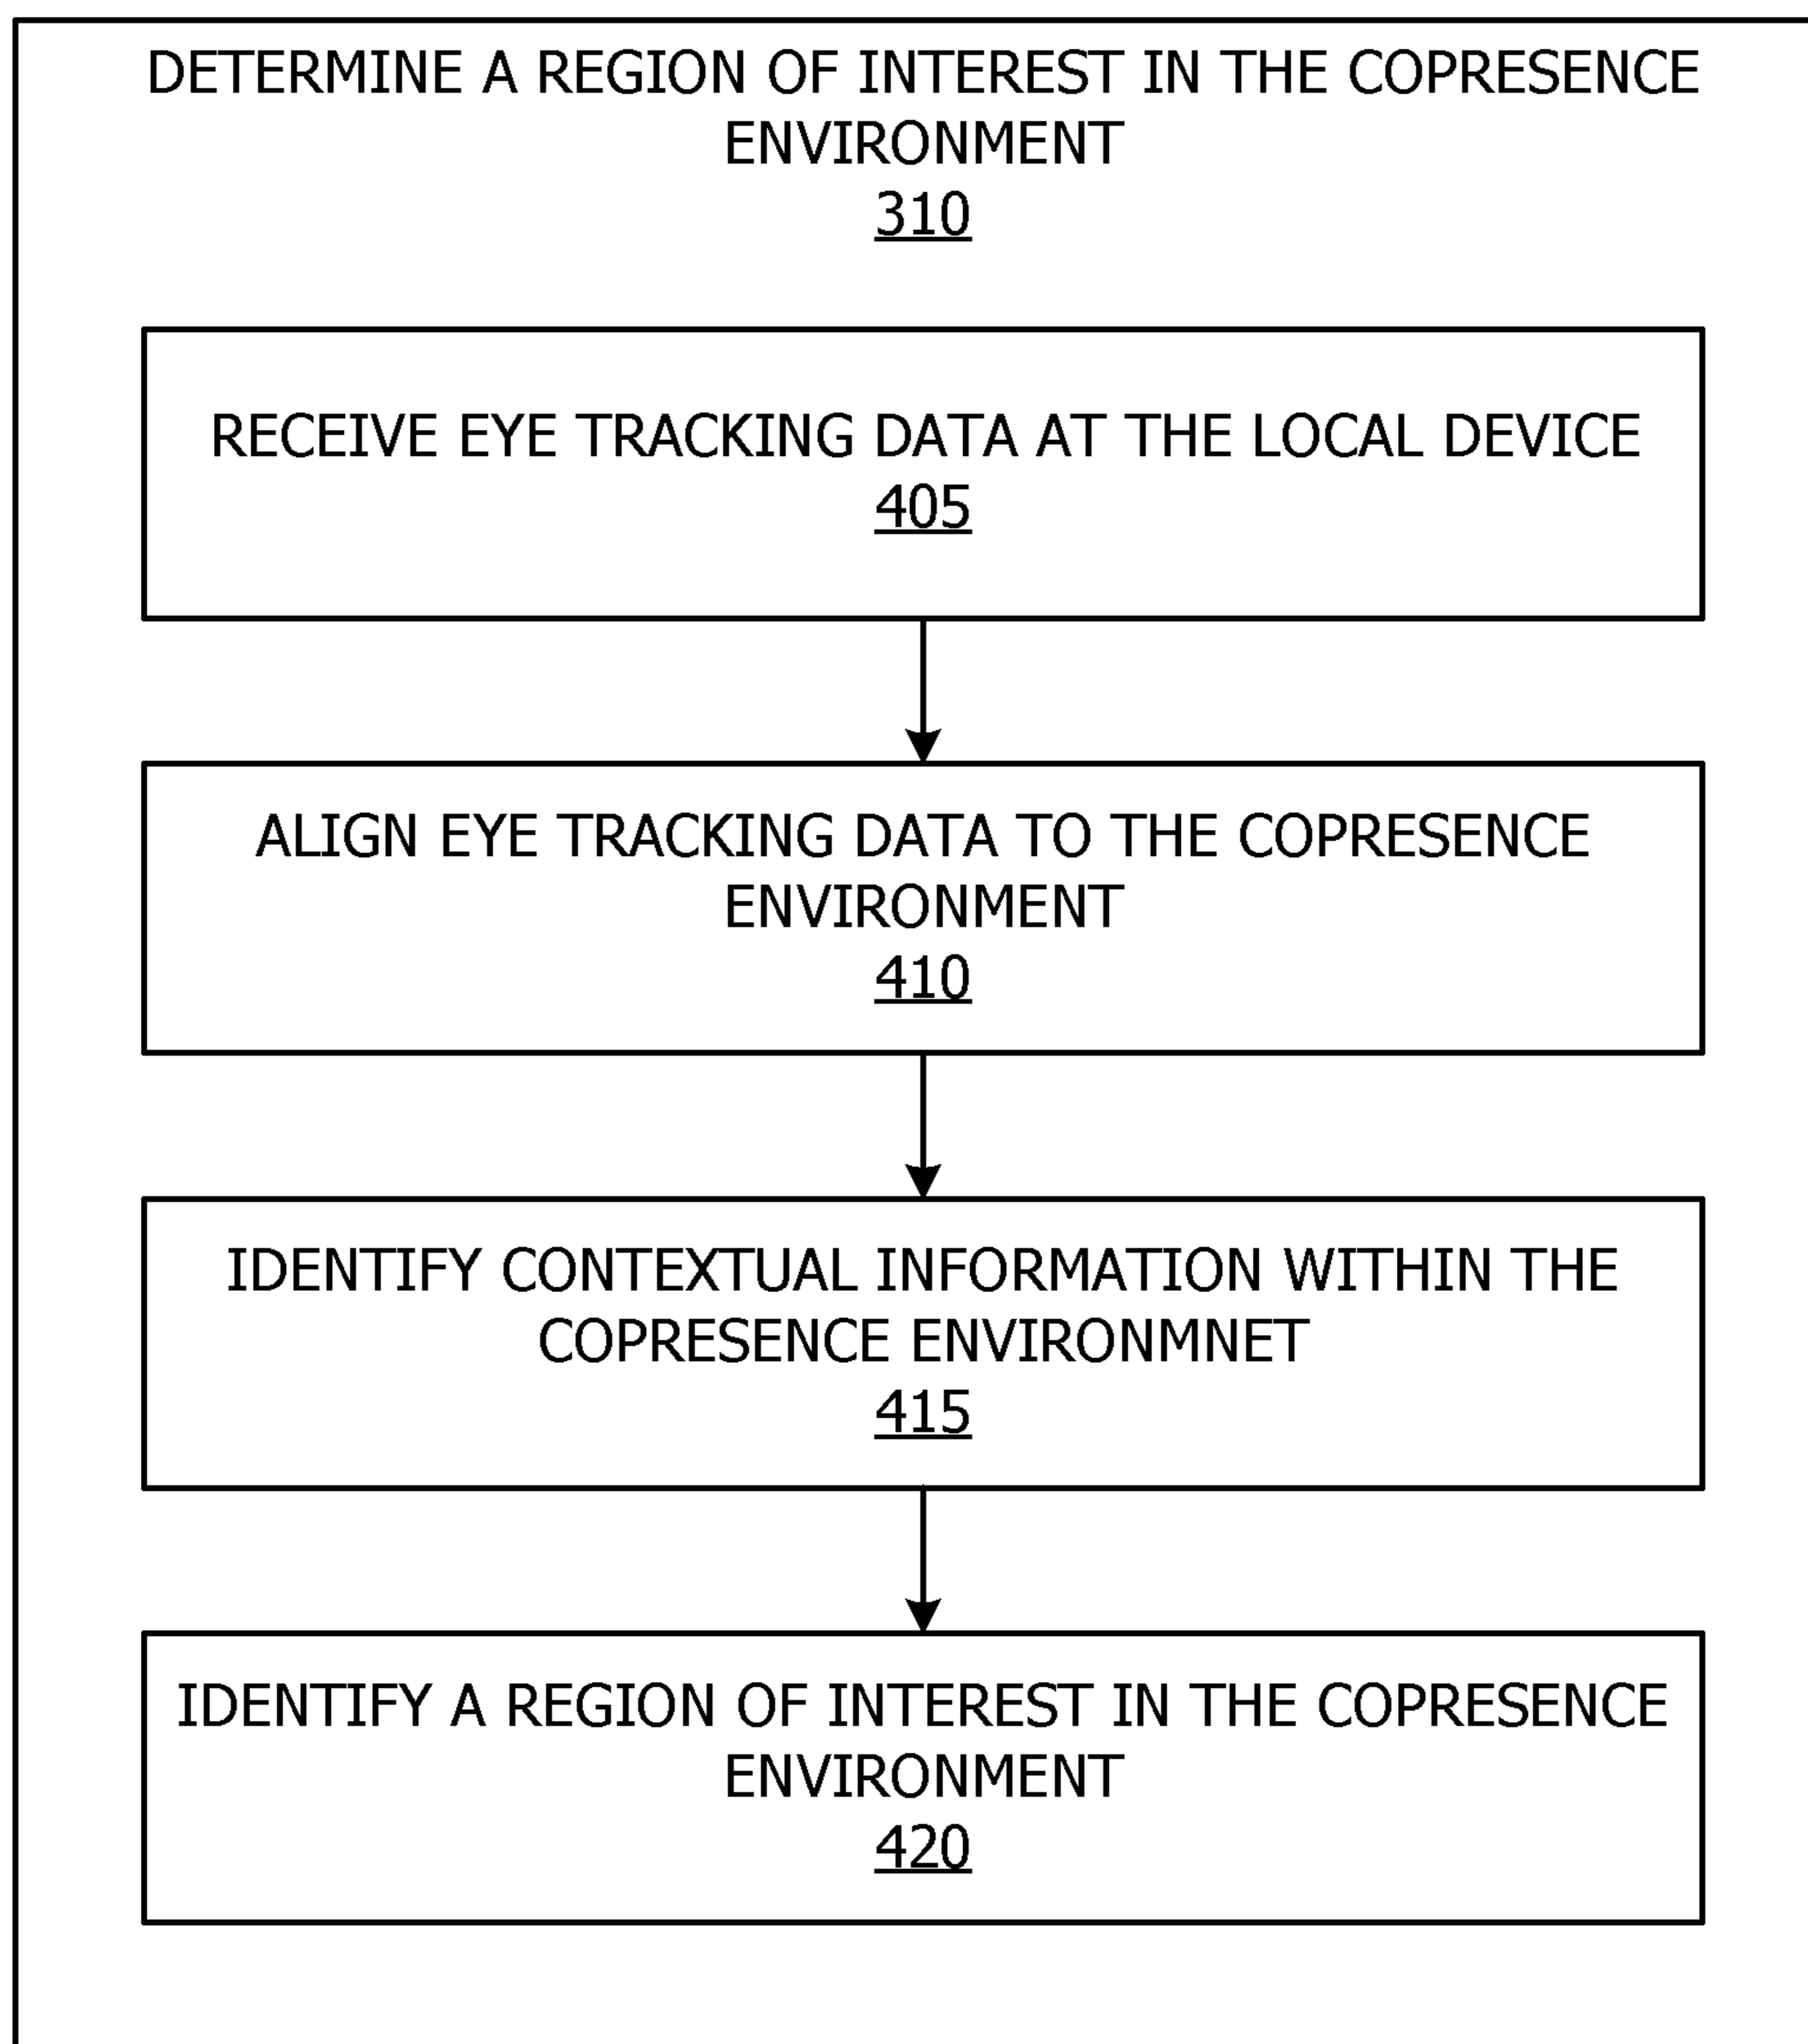 DETERMINE A REGION OF INTEREST IN THE COPRESENCE
ENVIRONMENT
310
RECEIVE EYE TRACKING DATA AT THE LOCAL DEVICE
405
ALIGN EYE TRACKING DATA TO THE COPRESENCE
ENVIRONMENT
410
IDENTIFY CONTEXTUAL INFORMATION WITHIN THE
COPRESENCE ENVIRONMNET
415
IDENTIFY A REGION OF INTEREST IN THE COPRESENCE
ENVIRONMENT
420